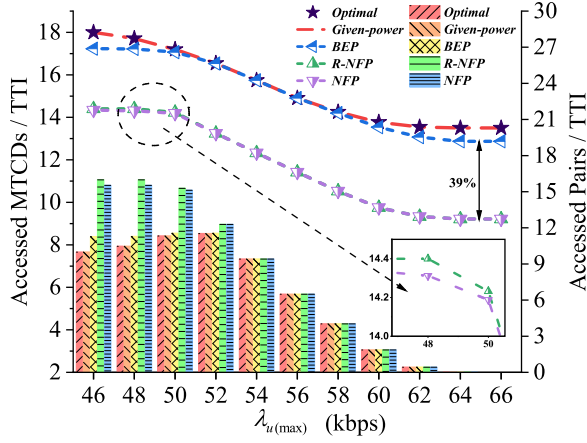 Optimal
Given-power
BEP
R-NFP
NFP
Optimal
Given-power
BEP
R-NFP
NFP
Accessed MTCDs / TTI
18
16
14
12
10
8
6
4
2
Accessed Pairs / TTI
30
27
24
21
18
15
12
9
6
3
0
39%
14.4
14.2
14.0
48
50
46 48 50 52 54 56 58 60 62 64 66
λu(max) (kbps)